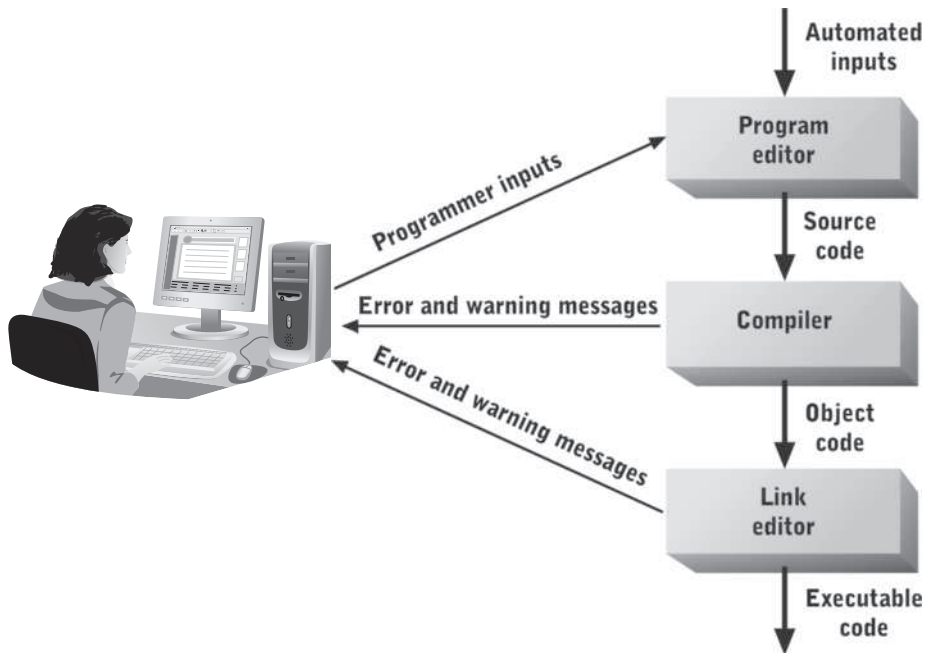 Automated
inputs
Program
editor
Programmer inputs
Source
code
Error and warning messages
Compiler
Error and warning messages
Object
code
Link
editor
Executable
code